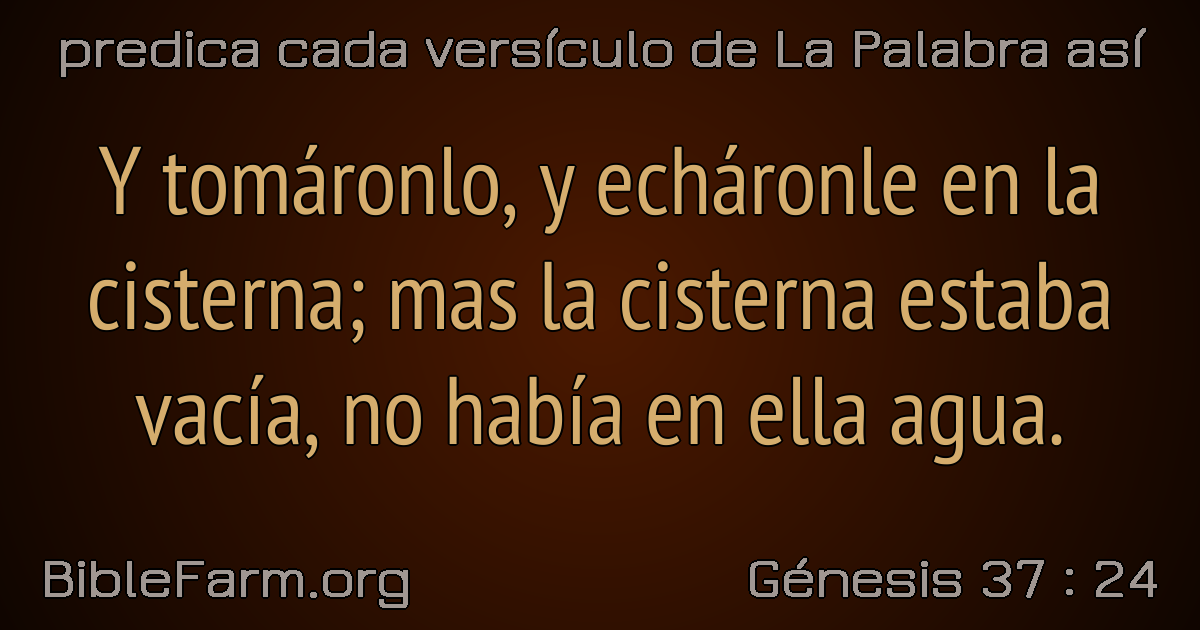 predica cada versículo de La Palabra así
Y tomáronlo, y echáronle en la
cisterna; mas la cisterna estaba
vacía, no había en ella agua.
BibleFarm.org
Génesis 37 : 24